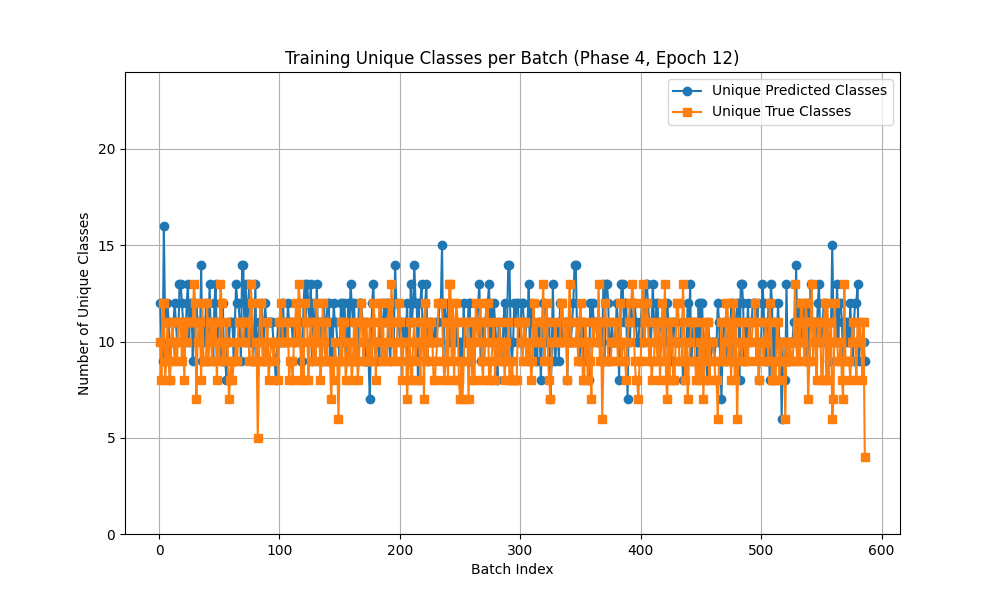 Training Unique Classes per Batch (Phase 4, Epoch 12)
Unique Predicted Classes
Unique True Classes
Number of Unique Classes
20
15
10
5
0
0 100 200 300 400 500 600
Batch Index